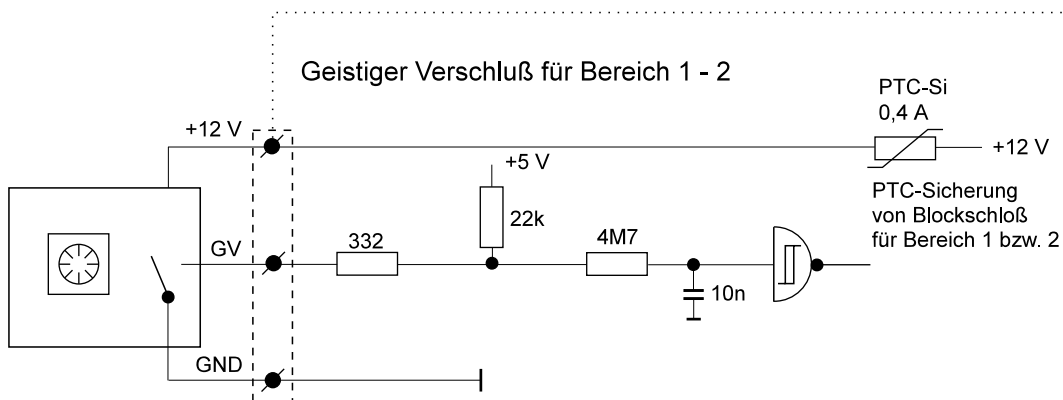 Geistiger Verschluß für Bereich 1 - 2
PTC-Si
0,4 A
+12 V
+12 V
+5 V
PTC-Sicherung
von Blockschloß
für Bereich 1 bzw. 2
22k
GV
332
4M7
10n
GND